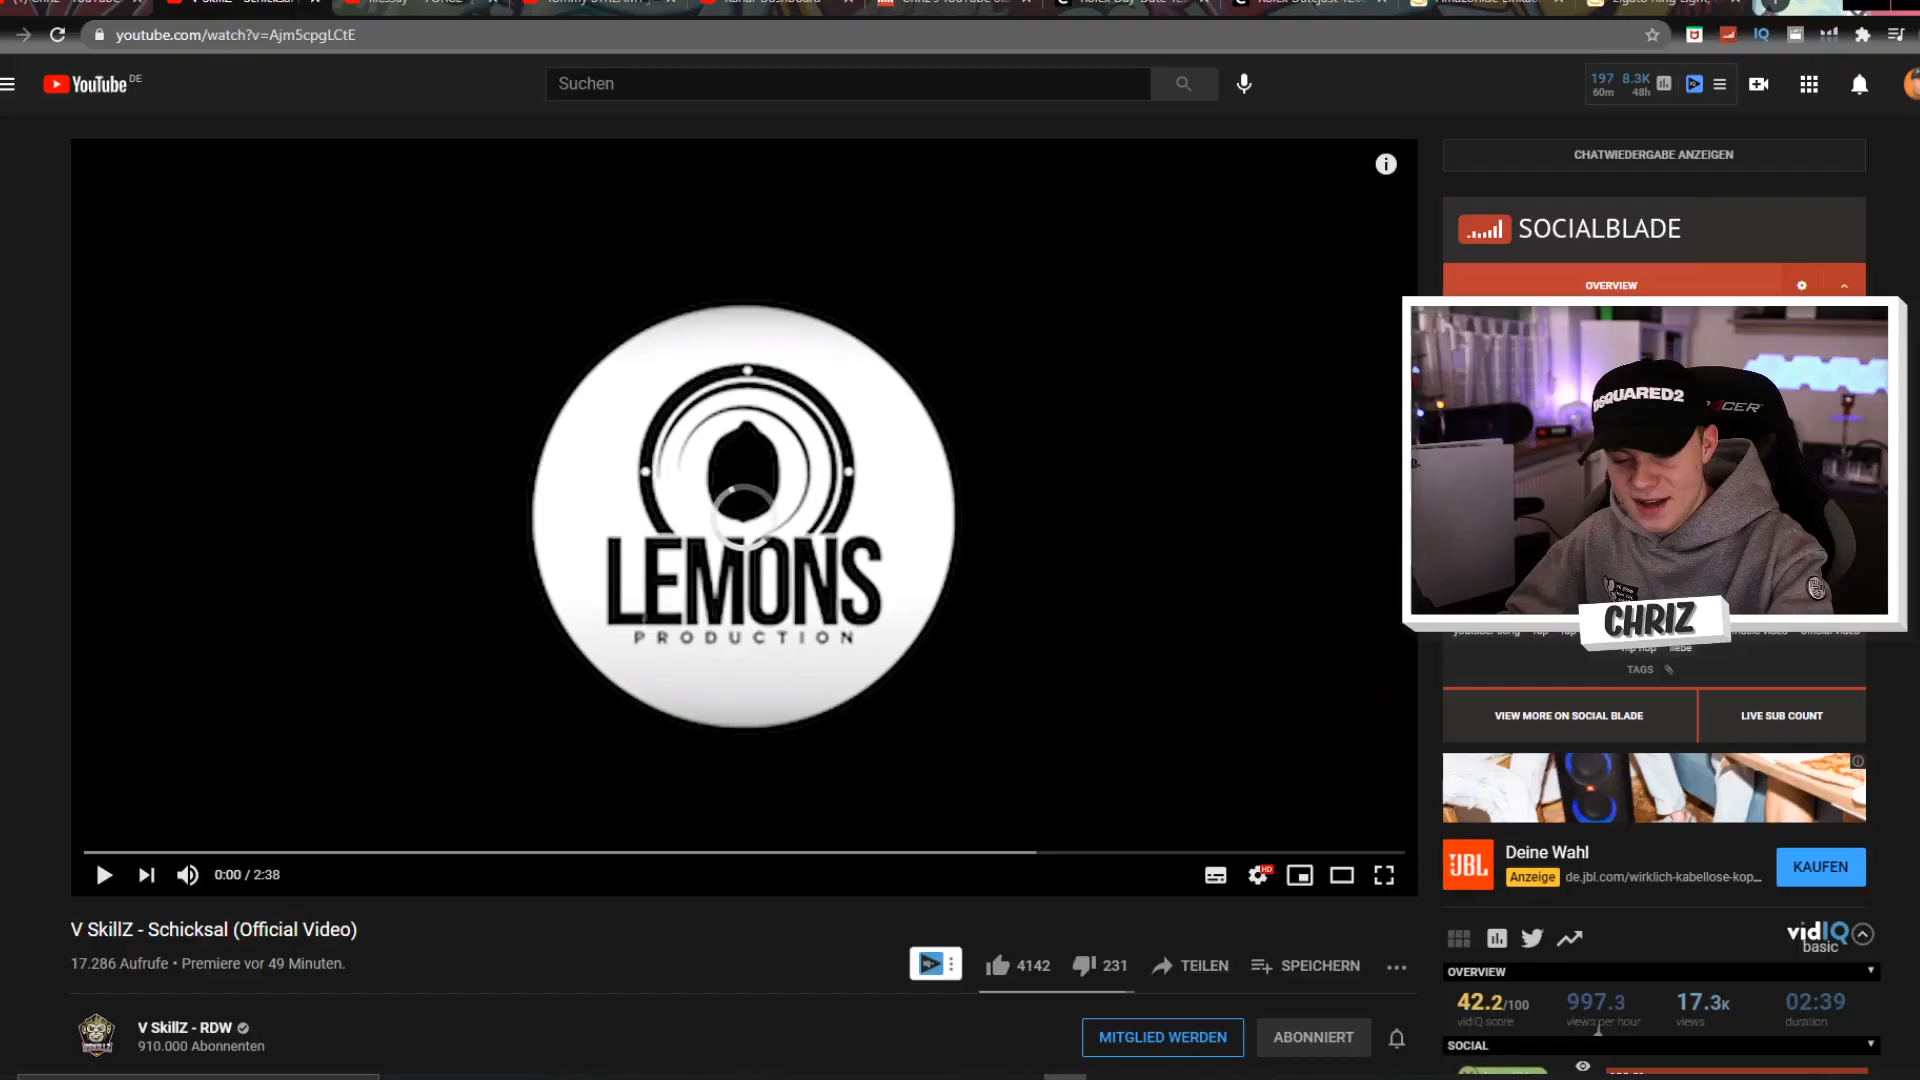 youtube.com/watch?v=Ajm5cpgLCtE
YouTube DE
Suchen
197 8.3K
60m 48h
CHATWIEDERGABE ANZEIGEN
SOCIALBLADE
OVERVIEW
DSQUARED2
LEMONS
PRODUCTION
CHRIZ
TAGS
VIEW MORE ON SOCIAL BLADE
LIVE SUB COUNT
JBL
Deine Wahl
Anzeige de.jbl.com/wirklich-kabellose-kop...
KAUFEN
0:00 / 2:38
HD
V SkillZ - Schicksal (Official Video)
17.286 Aufrufe • Premiere vor 49 Minuten.
4142
231
TEILEN
SPEICHERN
V SkillZ - RDW
910.000 Abonnenten
MITGLIED WERDEN
ABONNIERT
vidIQ
basic
OVERVIEW
42.2/100
997.3
17.3K
02:39
vidIQ score
views per hour
views
duration
SOCIAL